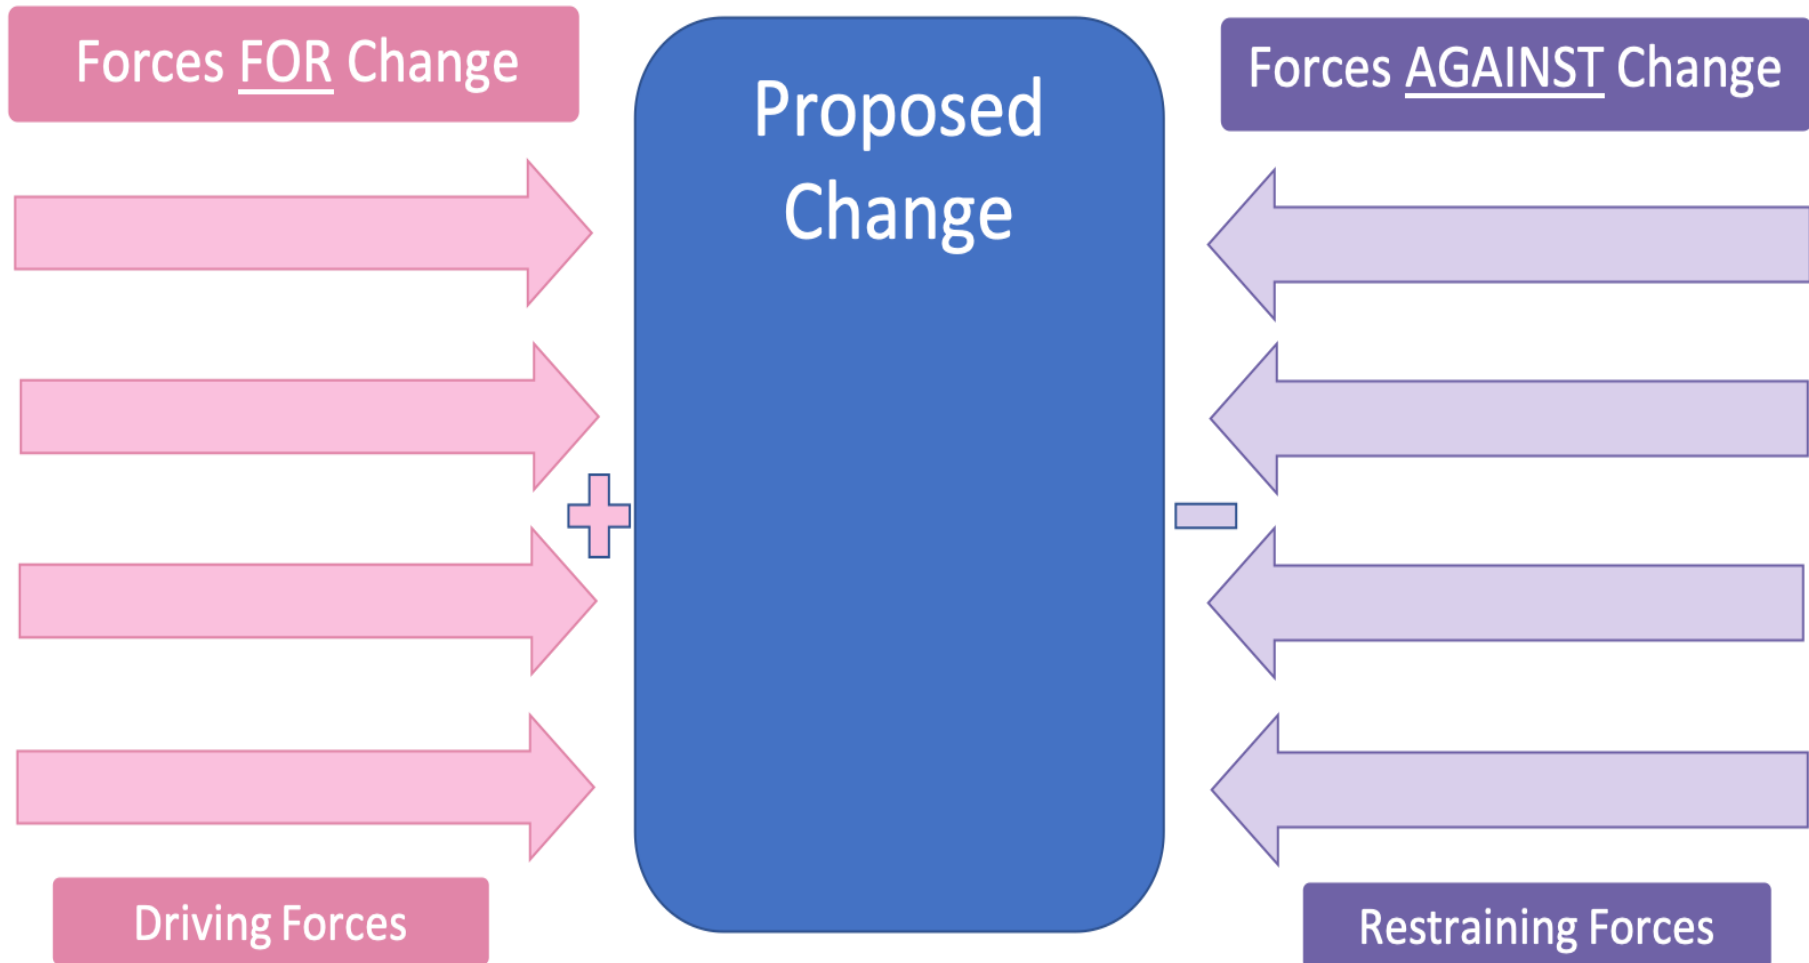 Forces FOR Change
Proposed
Change
Forces AGAINST Change
Driving Forces
Restraining Forces